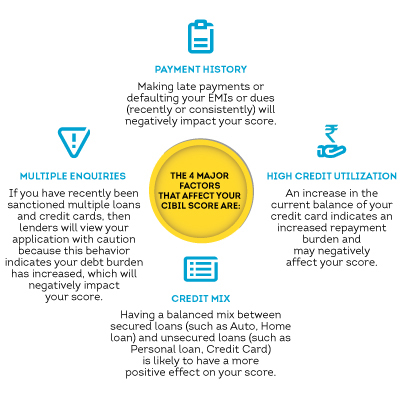 PAYMENT HISTORY
Making late payments or
defaulting your EMIs or dues
(recently or consistently) will
negatively impact your score.
MULTIPLE ENQUIRIES
If you have recently been
sanctioned multiple loans
and credit cards, then
lenders will view your
application with caution
because this behavior
indicates your debt burden
has increased, which will
negatively impact
your score.
THE 4 MAJOR
FACTORS
THAT AFFECT YOUR
CIBIL SCORE ARE:
HIGH CREDIT UTILIZATION
An increase in the
current balance of your
credit card indicates an
increased repayment
burden and
may negatively
affect your score.
CREDIT MIX
Having a balanced mix between
secured loans (such as Auto, Home
loan) and unsecured loans (such as
Personal loan, Credit Card)
is likely to have a more
positive effect on your score.